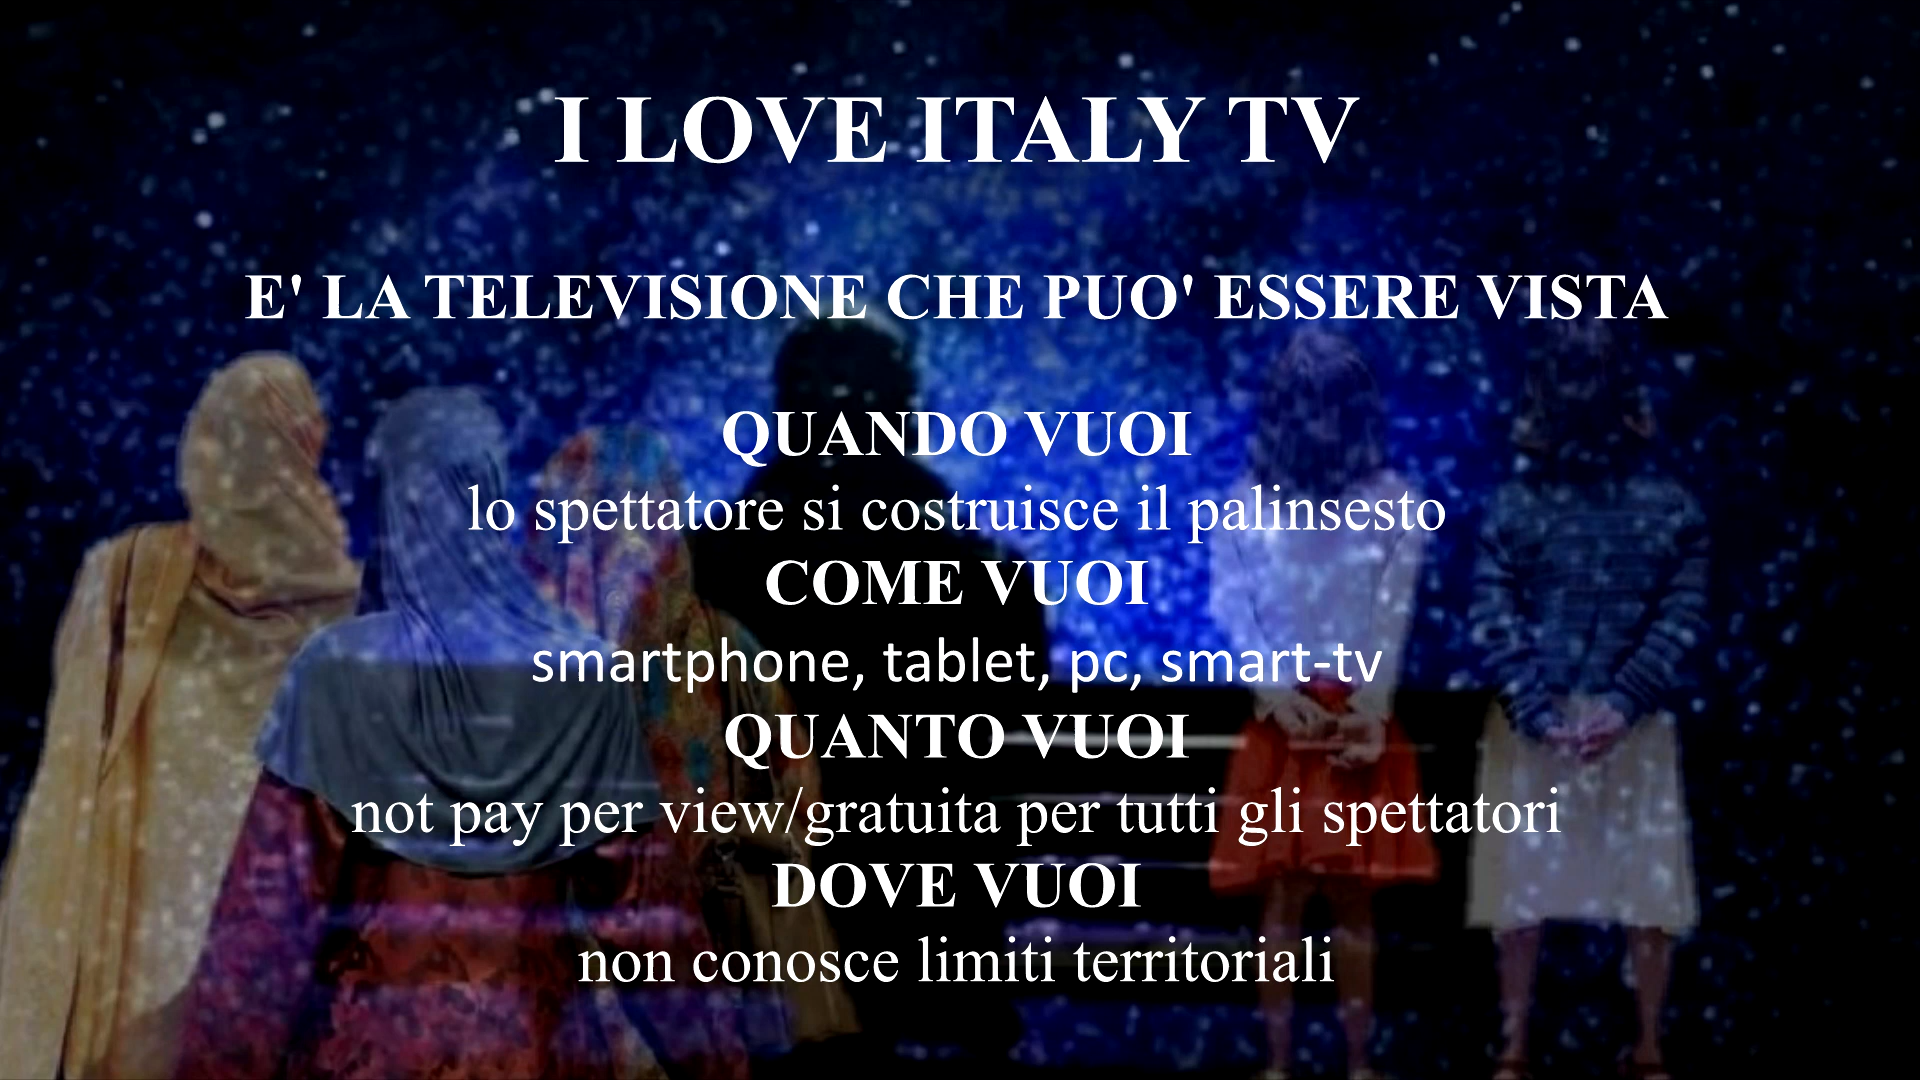 I LOVE ITALY TV
E' LA TELEVISIONE CHE PUO' ESSERE VISTA
QUANDO VUOI
lo spettatore si costruisce il palinsesto
COME VUOI
smartphone, tablet, pc, smart-tv
QUANTO VUOI
not pay per view/gratuita per tutti gli spettatori
DOVE VUOI
non conosce limiti territoriali